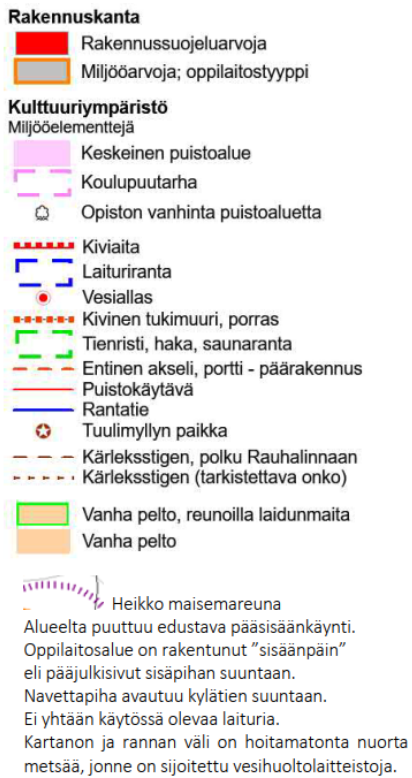 Rakennuskanta
Rakennussuojeluarvoja
Miljööarvoja; oppilaitostyyppi
Kulttuuriympäristö
Miljööelementtejä
Keskeinen puistoalue
Koulupuutarha
Opiston vanhinta puistoaluetta
Kiviaita
Laituriranta
Vesiallas
Kivinen tukimuuri, porras
Tienristi, haka, saunaranta
Entinen akseli, portti - päärakennus
Puistokäytävä
Rantatie
Tuulimyllyn paikka
Kärleksstigen, polku Rauhalinnaan
Kärleksstigen (tarkistettava onko)
Vanha pelto, reunoilla laidunmaita
Vanha pelto
Heikko maisemareuna
Alueelta puuttuu edustava pääsisäänkäynti.
Oppilaitosalue on rakentunut ”sisäänpäin”
eli pääjulkisivut sisäpihan suuntaan.
Navettapiha avautuu kylätien suuntaan.
Ei yhtään käytössä olevaa laituria.
Kartanon ja rannan väli on hoitamatonta nuorta
metsää, jonne on sijoitettu vesihuoltolaitteistoja.